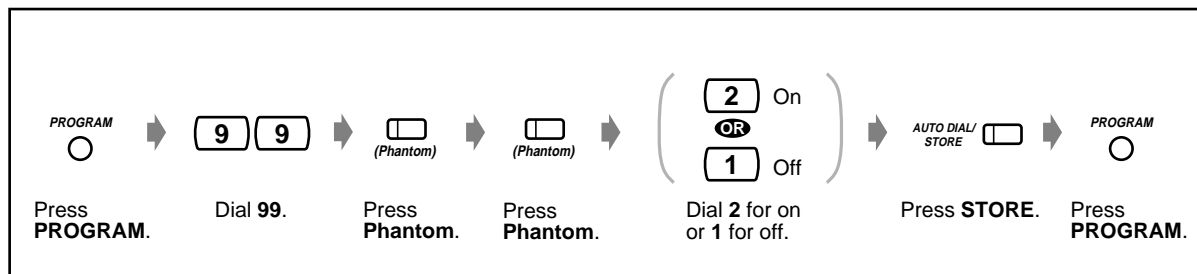 PROGRAM
9 9
(Phantom)
(Phantom)
2 On
OR
1 Off
AUTO DIAL/
STORE
PROGRAM
Press
PROGRAM.
Dial 99.
Press
Phantom.
Press
Phantom.
Dial 2 for on
or 1 for off.
Press STORE.
Press
PROGRAM.